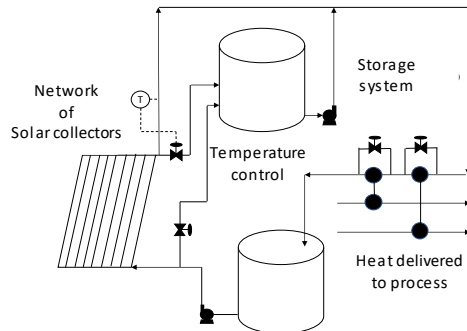 Storage
system
Network
of
Solar collectors
T
Temperature
control
Heat delivered
to process